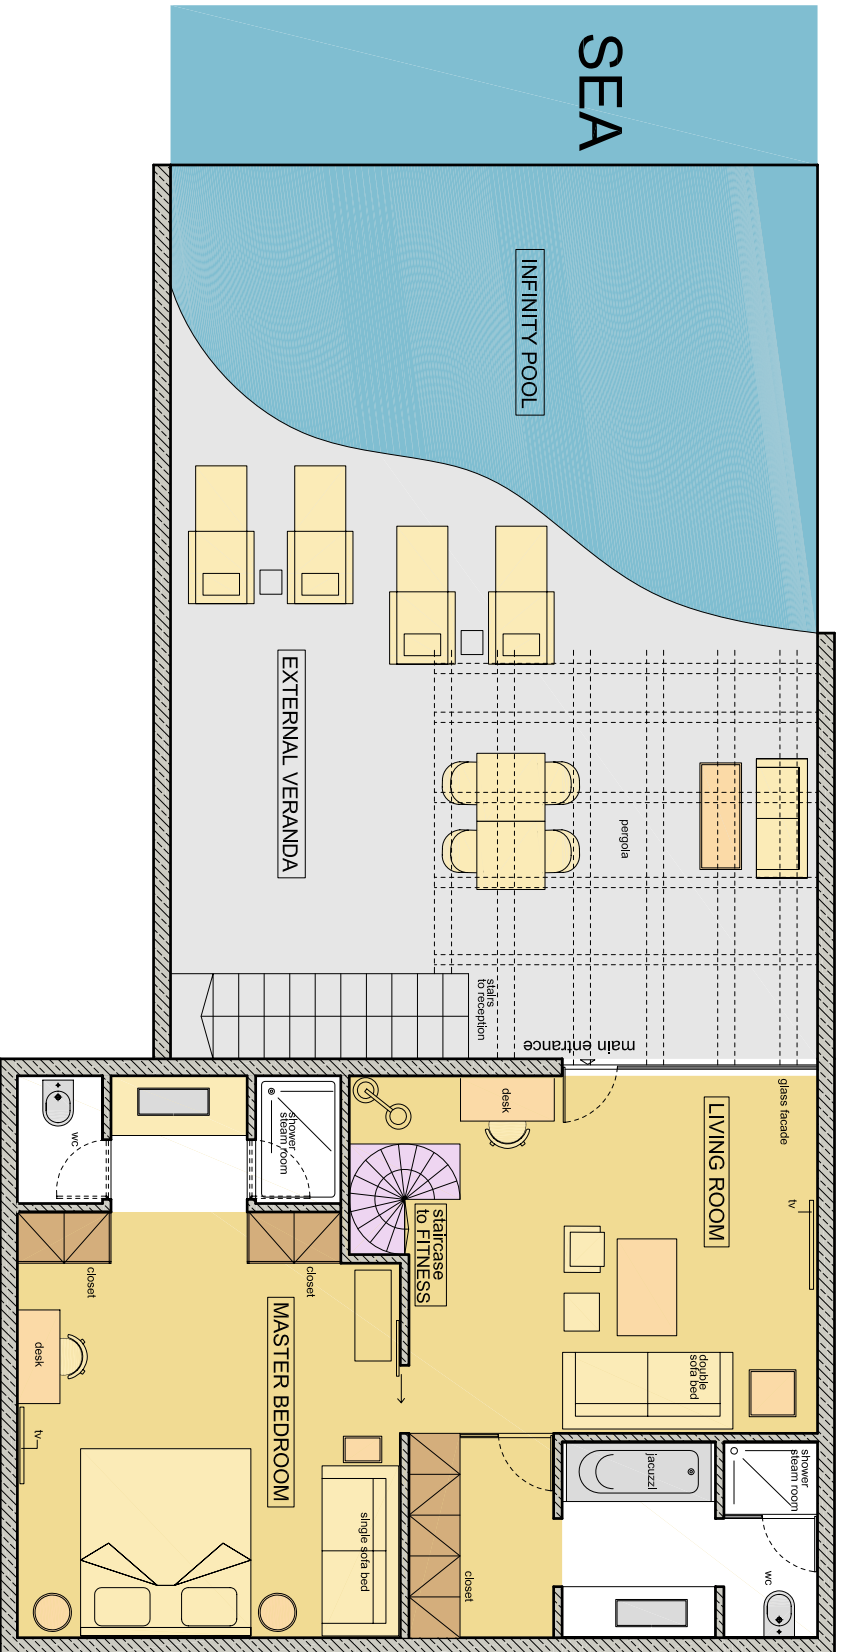 SEA
INFINITY POOL
EXTERNAL VERANDA
pergola
stairs
to reception
main entrance
glass facade
LIVING ROOM
desk
tv
shower
steam room
wc
staircase
to FITNESS
closet
closet
MASTER BEDROOM
desk
tv
double
sofa bed
single sofa bed
jacuzzi
shower
steam room
closet
wc